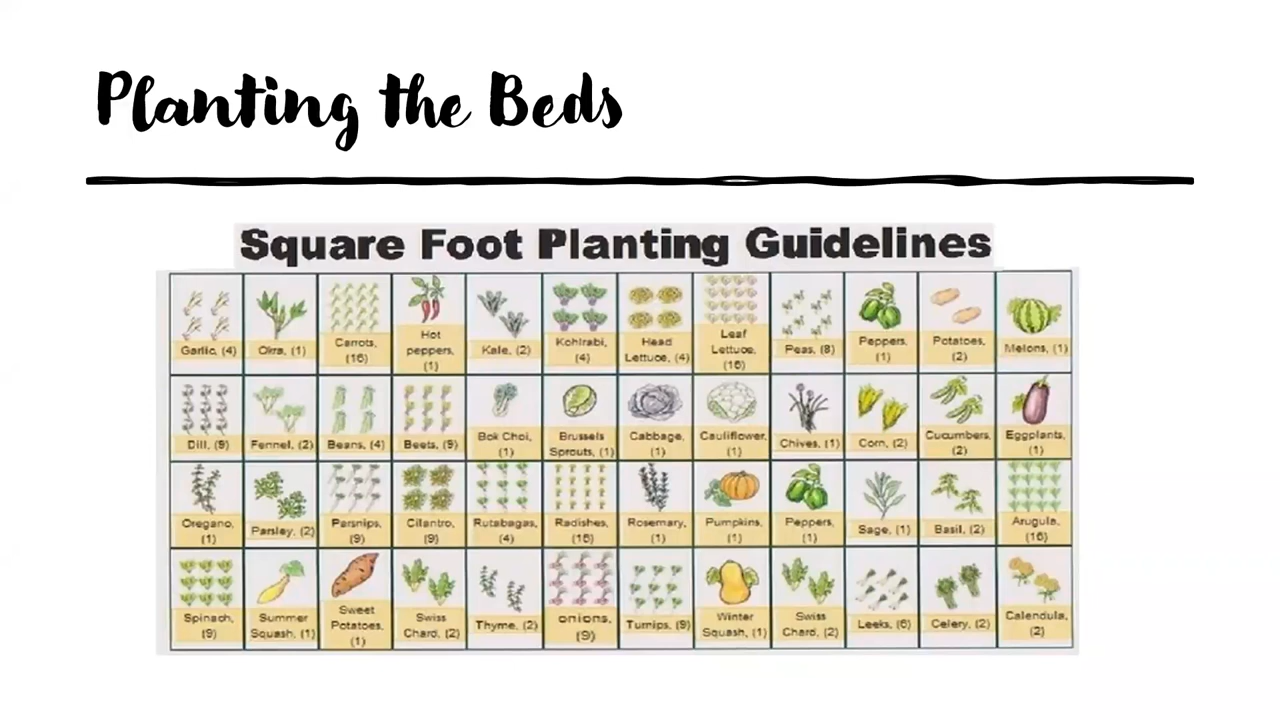 Planting the Beds
Square Foot Planting Guidelines
Garlic, (4)
Okra, (1)
Carrots,
(16)
Hot
peppers,
(1)
Kale, (2)
Kohlrabi,
(4)
Head
Lettuce, (4)
Leaf
Lettuce,
(16)
Peas, (8)
Peppers,
(1)
Potatoes,
(2)
Melons, (1)
Dill, (9)
Fennel, (2)
Beans, (4)
Beets, (9)
Bok Choi,
(1)
Brussels
Sprouts, (1)
Cabbage,
(1)
Cauliflower,
(1)
Chives, (1)
Corn, (2)
Cucumbers,
(2)
Eggplants,
(1)
Oregano,
(1)
Parsley, (2)
Parsnips,
(9)
Cilantro,
(9)
Rutabagas,
(4)
Radishes,
(16)
Rosemary,
(1)
Pumpkins,
(1)
Peppers,
(1)
Sage, (1)
Basil, (2)
Arugula,
(16)
Spinach,
(9)
Summer
Squash, (1)
Sweet
Potatoes,
(1)
Swiss
Chard, (2)
Thyme, (2)
onions,
(9)
Turnips, (9)
Winter
Squash, (1)
Swiss
Chard, (2)
Leeks, (6)
Celery, (2)
Calendula,
(2)